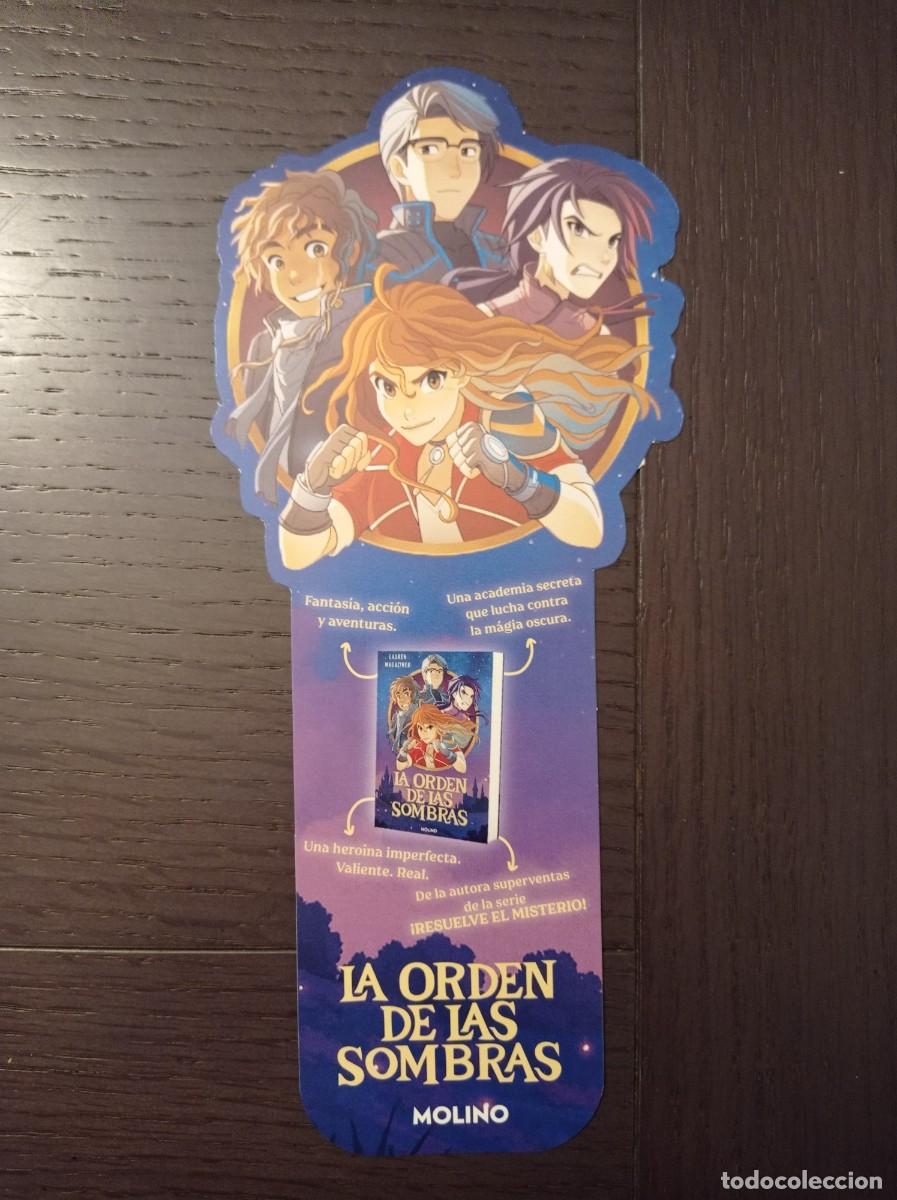 Fantasía, acción
y aventuras.
Una academia secreta
que lucha contra
la mágia oscura.
LAUREN
MAGAZINER
LA ORDEN
DE LAS
SOMBRAS
MOLINO
Una heroína imperfecta.
Valiente. Real.
De la autora superventas
de la serie
¡RESUELVE EL MISTERIO!
LA ORDEN
DE LAS
SOMBRAS
MOLINO
todocoleccion